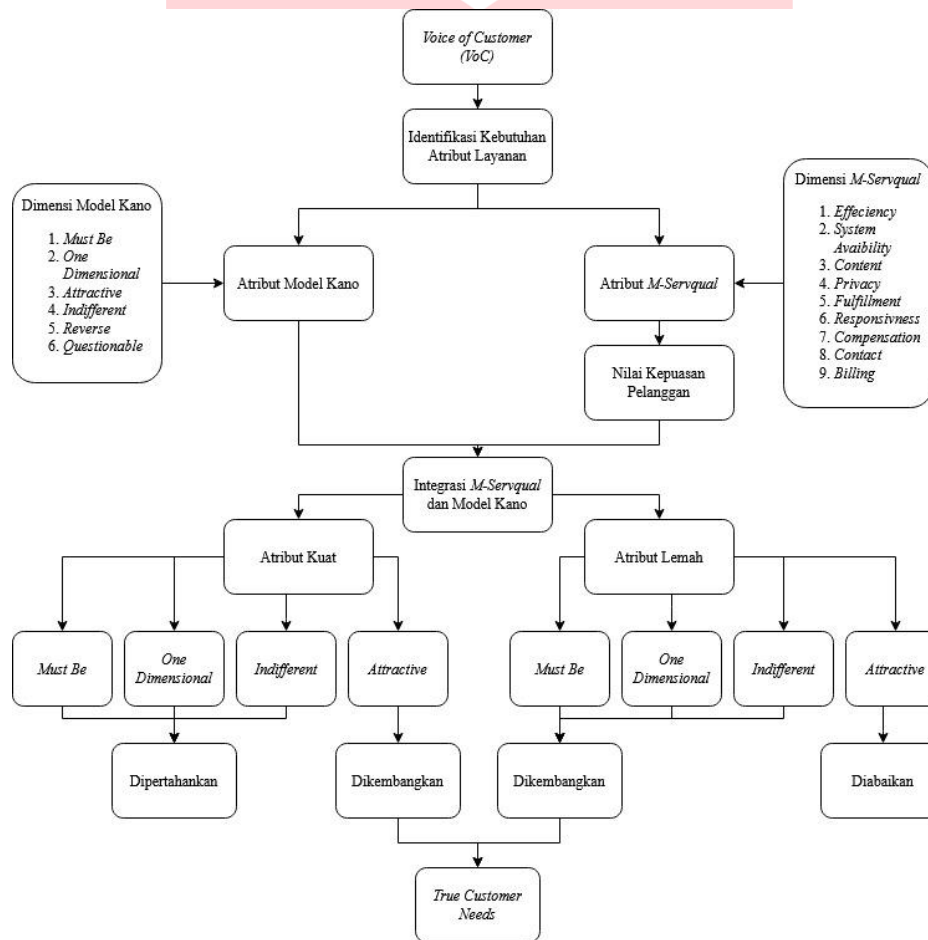 Voice of Customer
(VoC)
Identifikasi Kebutuhan
Atribut Layanan
Dimensi Model Kano
1. Must Be
2. One
Dimensional
3. Attractive
4. Indifferent
5. Reverse
6. Questionable
Atribut Model Kano
Atribut M-Servqual
Dimensi M-Servqual
1. Effeciency
2. System
Avaibility
3. Content
4. Privacy
5. Fulfillment
6. Responsivness
7. Compensation
8. Contact
9. Billing
Nilai Kepuasan
Pelanggan
Integrasi M-Servqual
dan Model Kano
Atribut Kuat
Atribut Lemah
Must Be
One
Dimensional
Indifferent
Attractive
Must Be
One
Dimensional
Indifferent
Attractive
Dipertahankan
Dikembangkan
Dikembangkan
Diabaikan
True Customer
Needs